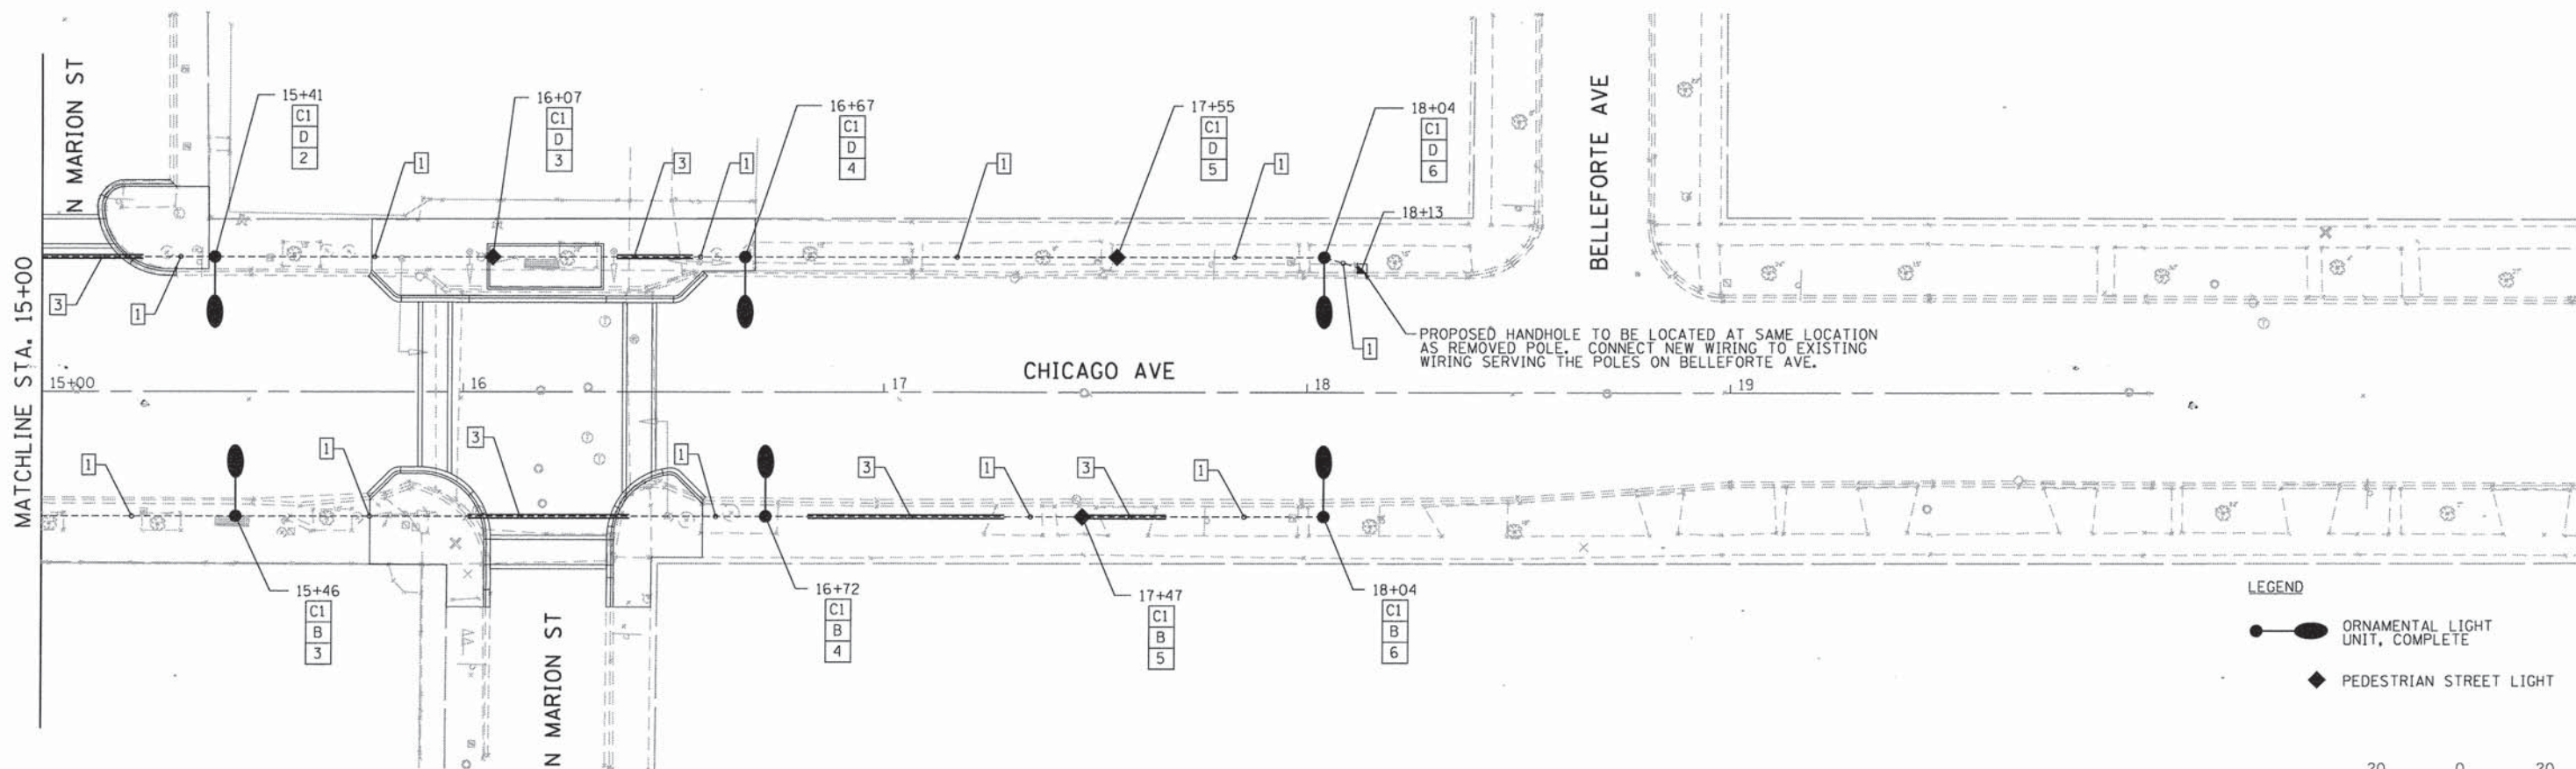 MATCHLINE STA. 15+00
N MARION ST
15+41
C1
D
2
1
16+07
C1
D
3
3
1
16+67
C1
D
4
1
17+55
C1
D
5
1
18+04
C1
D
6
18+13
BELLEFORTE AVE
3
1
1
PROPOSED HANDHOLE TO BE LOCATED AT SAME LOCATION
AS REMOVED POLE. CONNECT NEW WIRING TO EXISTING
WIRING SERVING THE POLES ON BELLEFORTE AVE.
CHICAGO AVE
15+00
16
17
18
19
1
1
3
1
3
1
3
1
15+46
C1
B
3
N MARION ST
16+72
C1
B
4
17+47
C1
B
5
18+04
C1
B
6
LEGEND
ORNAMENTAL LIGHT
UNIT, COMPLETE
PEDESTRIAN STREET LIGHT